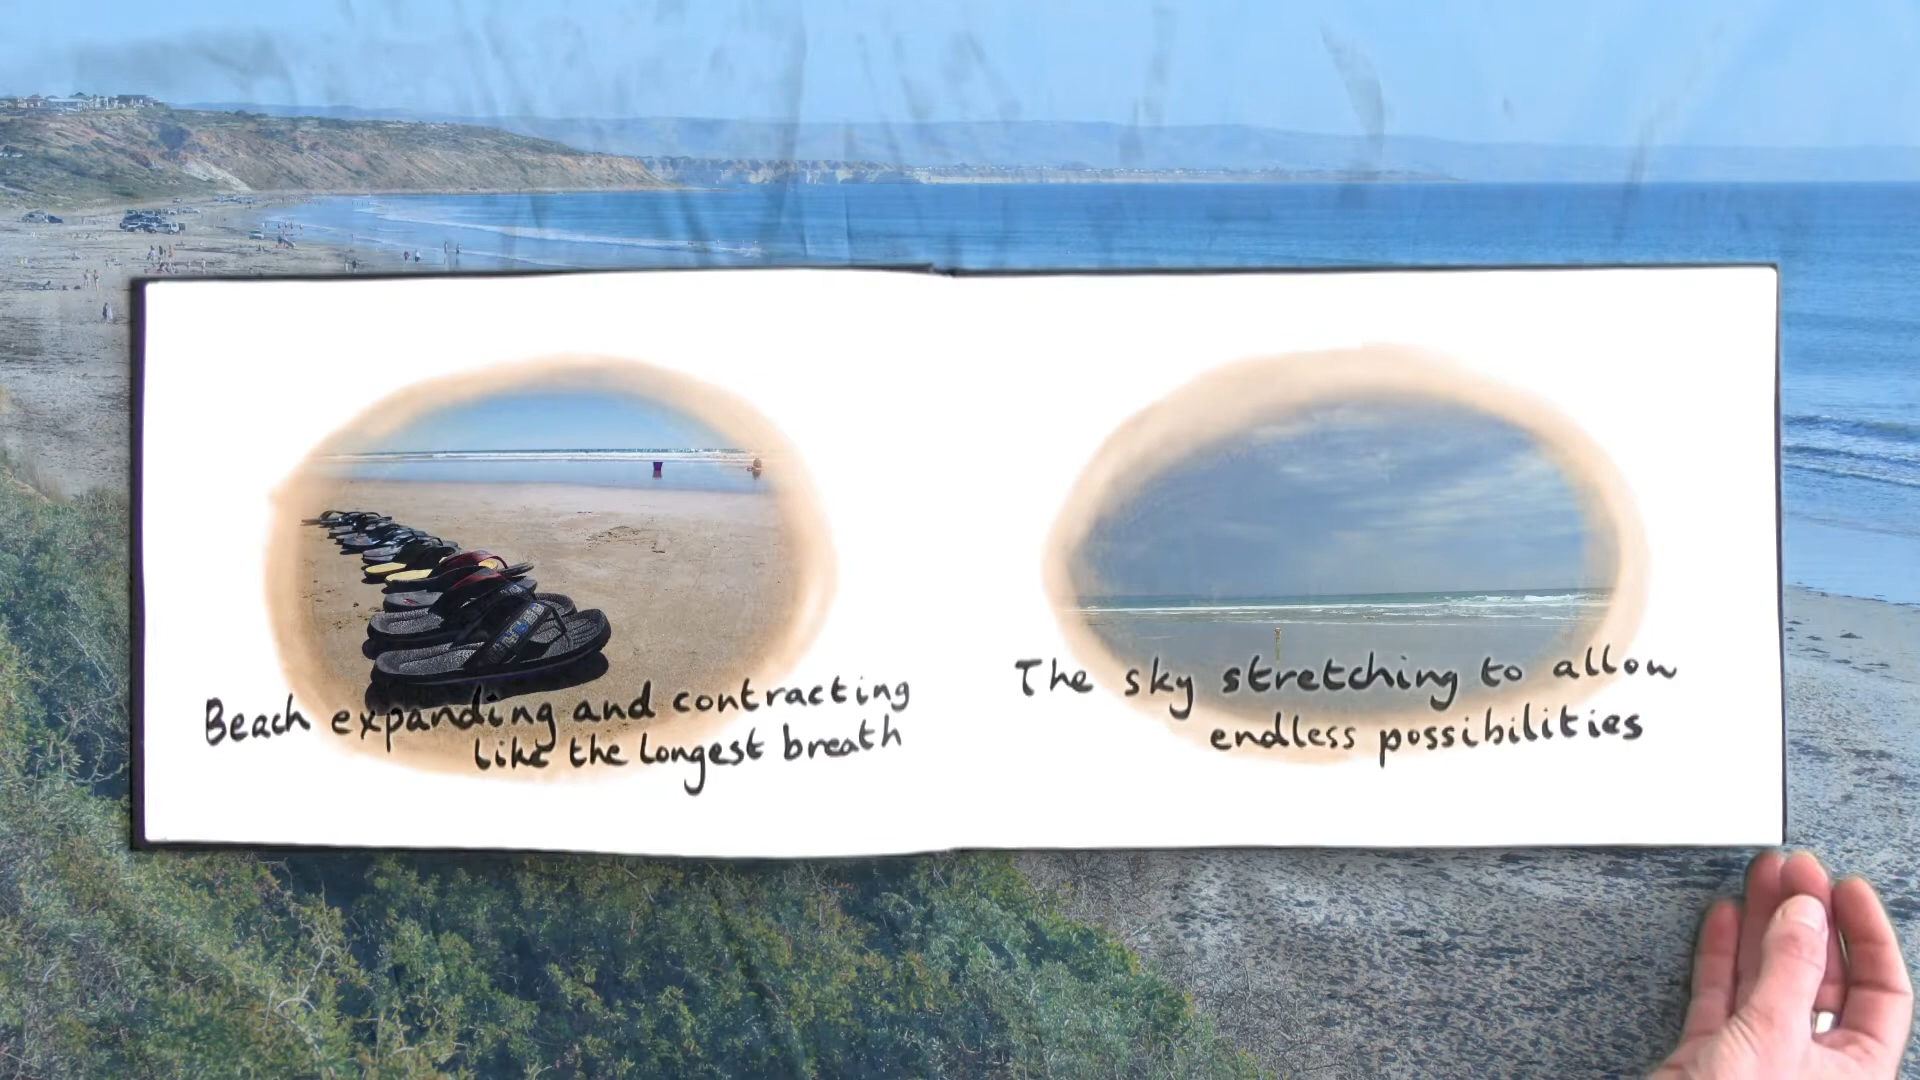 Beach expanding and contracting
like the longest breath
The sky stretching to allow
endless possibilities